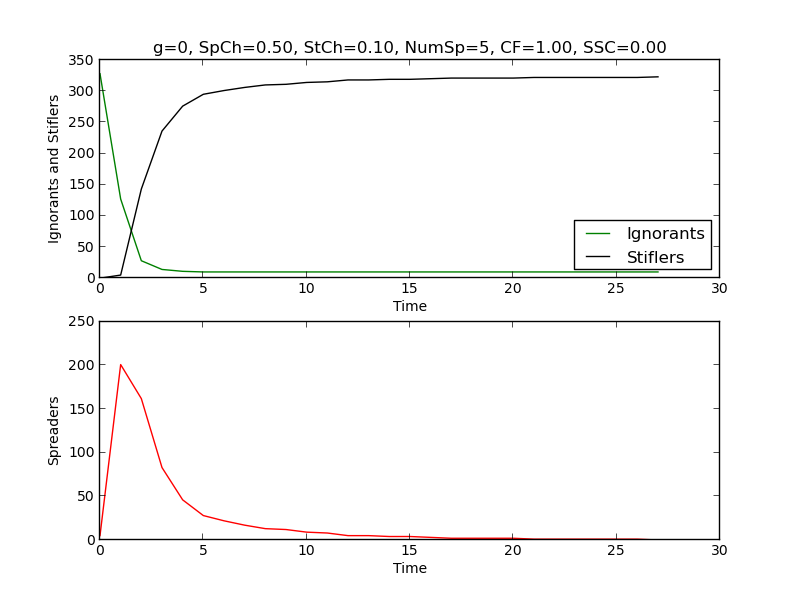 g=0, SpCh=0.50, StCh=0.10, NumSp=5, CF=1.00, SSC=0.00
350
300
250
200
150
100
50
0
Ignorants and Stiflers
Ignorants
Stiflers
0 5 10 15 20 25 30
Time
250
200
150
100
50
0
Spreaders
0 5 10 15 20 25 30
Time